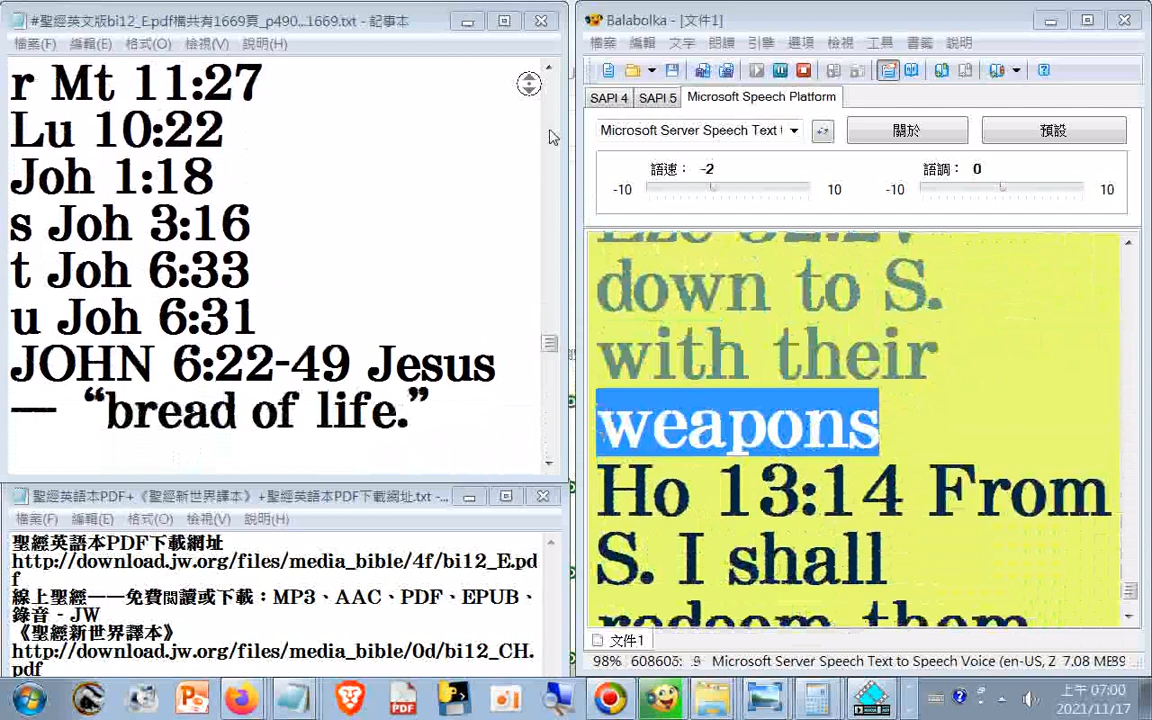 #聖經英文版bi12_E.pdf檔共有1669頁_p490...1669.txt - 記事本
檔案(F) 編輯(E) 格式(O) 檢視(V) 說明(H)
r Mt 11:27
Lu 10:22
Joh 1:18
s Joh 3:16
t Joh 6:33
u Joh 6:31
JOHN 6:22-49 Jesus
— “bread of life.”
聖經英語本PDF+《聖經新世界譯本》+聖經英語本PDF下載網址.txt - ...
檔案(F) 編輯(E) 格式(O) 檢視(V) 說明(H)
聖經英語本PDF下載網址
http://download.jw.org/files/media_bible/4f/bi12_E.pd
f
線上聖經——免費閱讀或下載：MP3、AAC、PDF、EPUB、
錄音 - JW
《聖經新世界譯本》
http://download.jw.org/files/media_bible/0d/bi12_CH.
pdf
Balabolka - [文件1]
檔案 編輯 文字 朗讀 引擎 選項 檢視 工具 書籤 說明
SAPI 4 SAPI 5 Microsoft Speech Platform
Microsoft Server Speech Text 關於 預設
語速： -2 語調： 0
-10 10 -10 10
down to S.
with their
weapons
Ho 13:14 From
S. I shall
redeem them
文件1
98% Microsoft Server Speech Text to Speech Voice (en-US, Z 7.08 MB
上午 07:00
2021/11/17